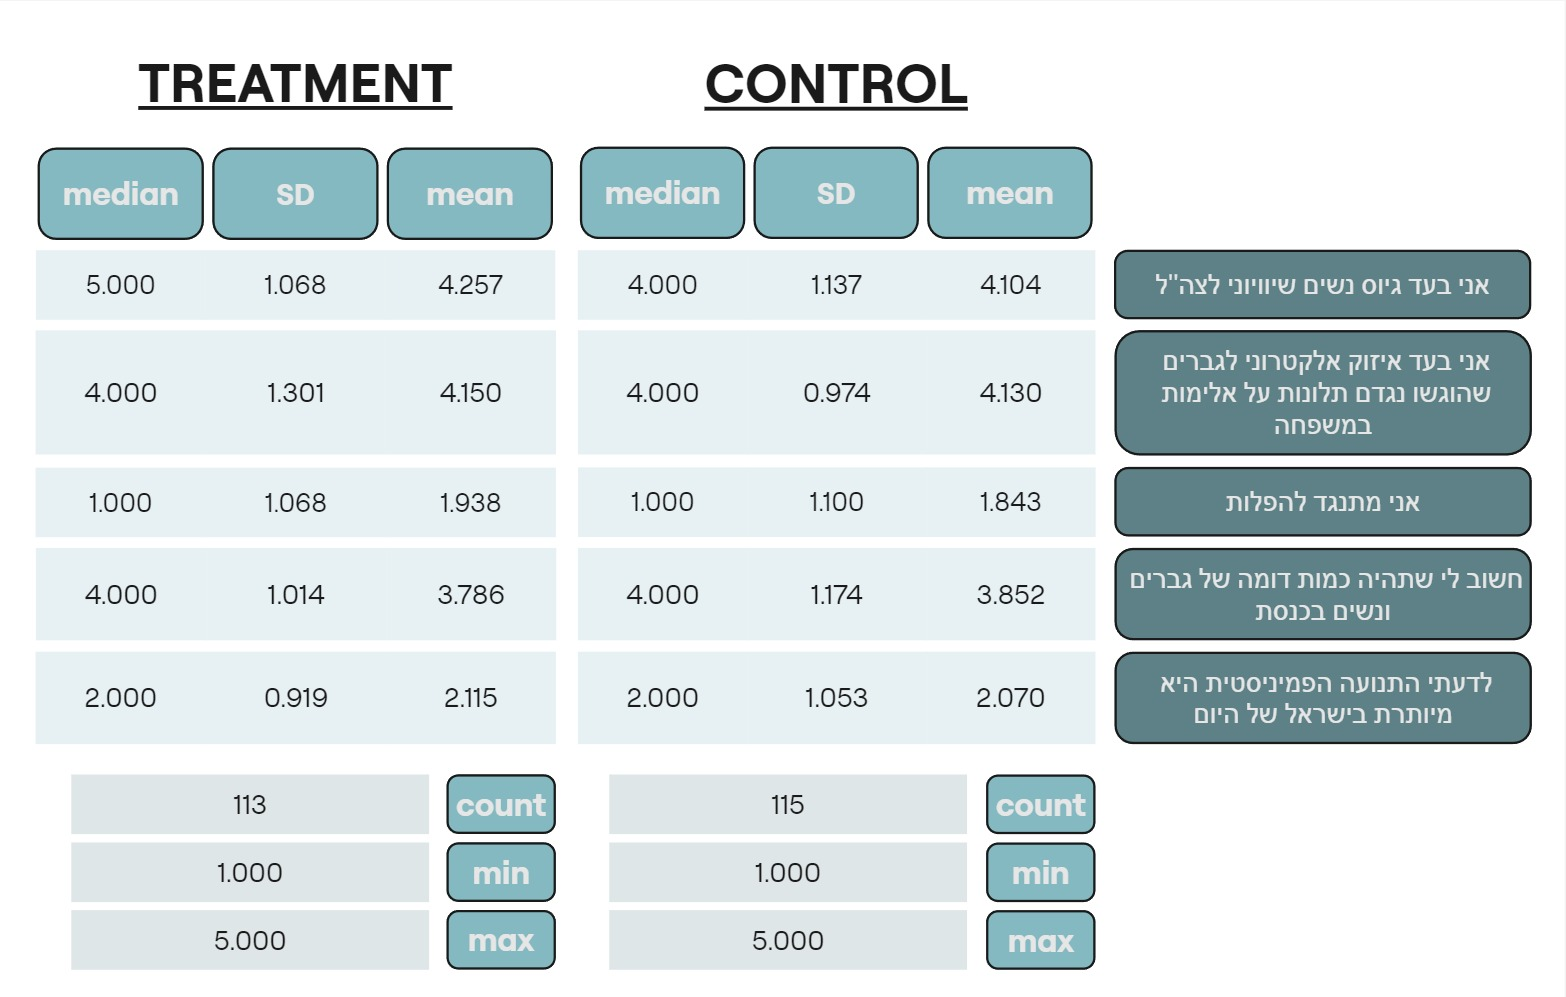 TREATMENT
CONTROL
median SD mean median SD mean
5.000 1.068 4.257 4.000 1.137 4.104 אני בעד גיוס נשים שיוויוני לצה"ל
אני בעד איזוק אלקטרוני לגברים
4.000 1.301 4.150 4.000 0.974 4.130 שהוגשו נגדם תלונות על אלימות
במשפחה
1.000 1.068 1.938 1.000 1.100 1.843 אני מתנגד להפלות
חשוב לי שתהיה כמות דומה של גברים
4.000 1.014 3.786 4.000 1.174 3.852
ונשים בכנסת
לדעתי התנועה הפמיניסטית היא
2.000 0.919 2.115 2.000 1.053 2.070
מיותרת בישראל של היום
113 count 115 count
1.000 min 1.000 min
5.000 max 5.000 max